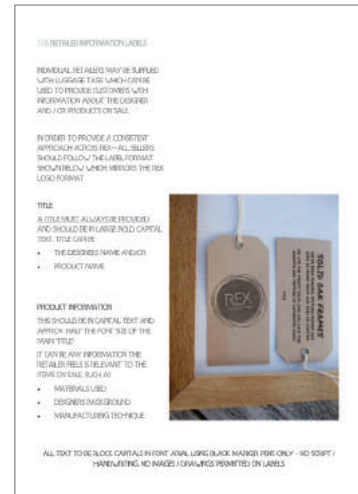 RETAILER INFORMATION LABELS
INDIVIDUAL RETAILERS MAY BE SUPPLIED
WITH LUGGAGE TAGS WHICH CAN BE
USED TO PROVIDE CUSTOMERS WITH
INFORMATION ABOUT THE DESIGNER
AND / OR PRODUCTS ON SALE.
IN ORDER TO PROVIDE A CONSISTENT
APPROACH ACROSS REX – ALL SELLERS
SHOULD FOLLOW THE LABEL FORMAT
SHOWN BELOW WHICH MIRRORS THE REX
LOGO FORMAT
TITLE
A TITLE MUST ALWAYS BE PROVIDED
AND SHOULD BE IN LARGE BOLD CAPITAL
TEXT. TITLE CAN BE
• THE DESIGNERS NAME AND/OR
• PRODUCT NAME
PRODUCT INFORMATION
THIS SHOULD BE IN CAPITAL TEXT AND
APPROX HALF THE FONT SIZE OF THE
MAIN 'TITLE'
IT CAN BE ANY INFORMATION THE
RETAILER FEELS IS RELEVANT TO THE
ITEMS ON SALE SUCH AS
• MATERIALS USED
• DESIGNERS BACKGROUND
• MANUFACTURING TECHNIQUE
REX
SOLID OAK FRAMES
ALL TEXT TO BE BLOCK CAPITALS IN FONT ARIAL USING BLACK MARKER PENS ONLY – NO SCRIPT /
HANDWRITING. NO IMAGES / DRAWINGS PERMITTED ON LABELS